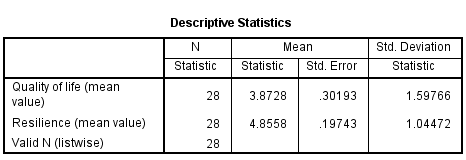 Descriptive Statistics
N Mean Std. Deviation
Statistic Statistic Std. Error Statistic
Quality of life (mean
value) 28 3.8728 .30193 1.59766
Resilience (mean value) 28 4.8558 .19743 1.04472
Valid N (listwise) 28